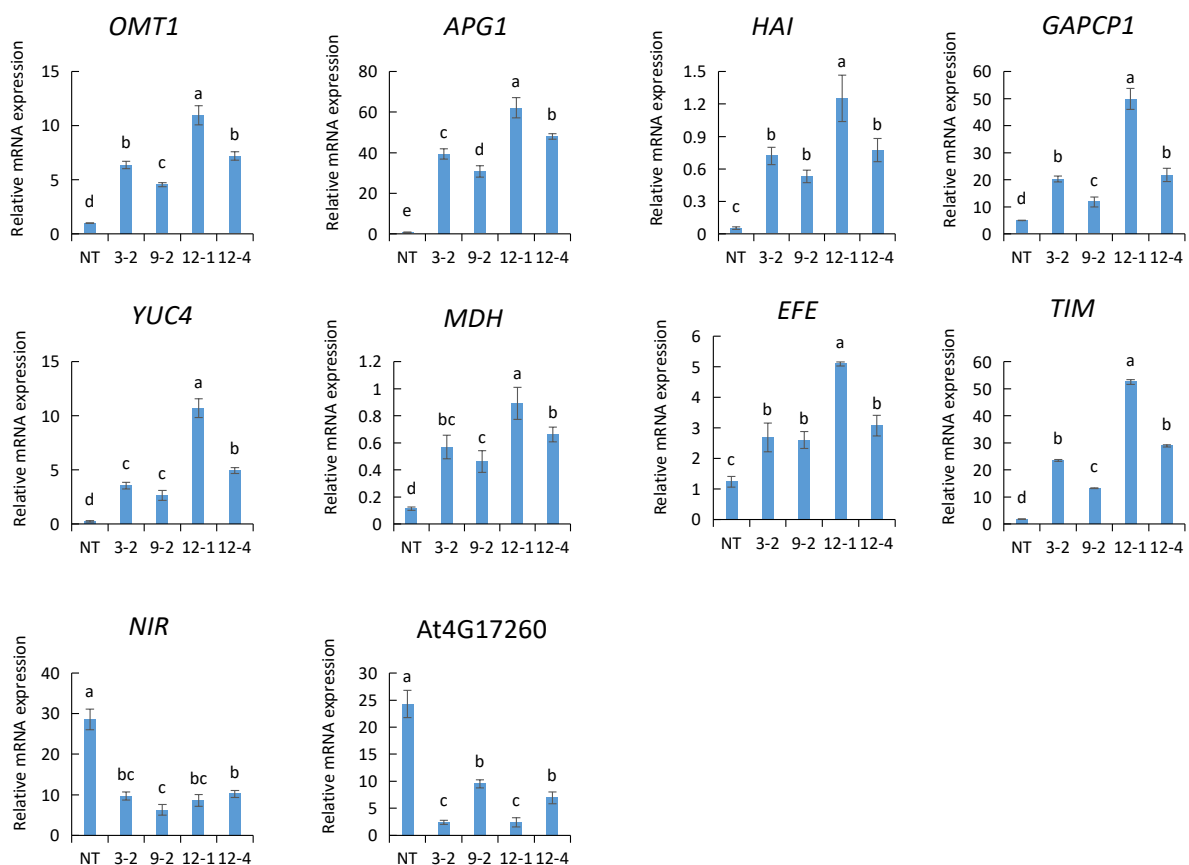 OMT1
Relative mRNA expression
15
10
5
0
d
b
c
a
b
NT 3-2 9-2 12-1 12-4
APG1
Relative mRNA expression
80
60
40
20
0
e
c
d
a
b
NT 3-2 9-2 12-1 12-4
HAI
Relative mRNA expression
1.5
1.2
0.9
0.6
0.3
0
c
b
b
a
b
NT 3-2 9-2 12-1 12-4
GAPCP1
Relative mRNA expression
60
50
40
30
20
10
0
d
b
c
a
b
NT 3-2 9-2 12-1 12-4
YUC4
Relative mRNA expression
15
10
5
0
d
c
c
a
b
NT 3-2 9-2 12-1 12-4
MDH
Relative mRNA expression
1.2
1
0.8
0.6
0.4
0.2
0
d
bc
c
a
b
NT 3-2 9-2 12-1 12-4
EFE
Relative mRNA expression
6
5
4
3
2
1
0
c
b
b
a
b
NT 3-2 9-2 12-1 12-4
TIM
Relative mRNA expression
60
50
40
30
20
10
0
d
b
c
a
b
NT 3-2 9-2 12-1 12-4
NIR
Relative mRNA expression
40
30
20
10
0
a
bc
c
bc
b
NT 3-2 9-2 12-1 12-4
At4G17260
Relative mRNA expression
30
25
20
15
10
5
0
a
c
b
c
b
NT 3-2 9-2 12-1 12-4